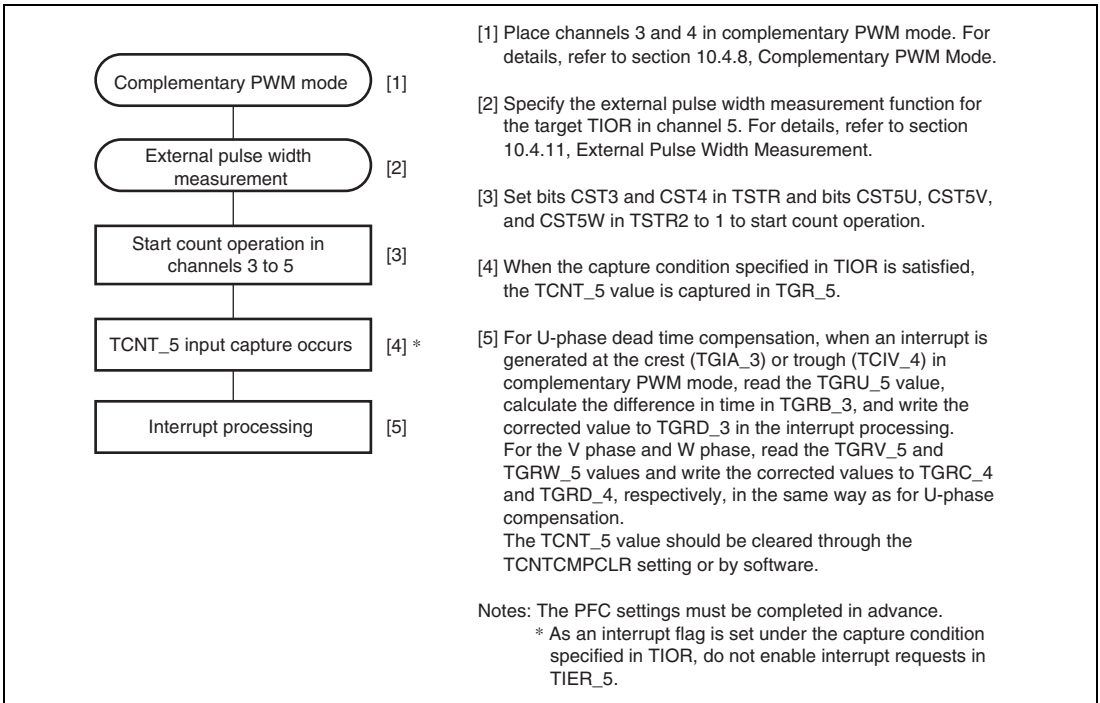 Complementary PWM mode [1]
External pulse width
measurement
[2]
Start count operation in
channels 3 to 5
[3]
TCNT_5 input capture occurs [4] *
Interrupt processing [5]
[1] Place channels 3 and 4 in complementary PWM mode. For
details, refer to section 10.4.8, Complementary PWM Mode.
[2] Specify the external pulse width measurement function for
the target TIOR in channel 5. For details, refer to section
10.4.11, External Pulse Width Measurement.
[3] Set bits CST3 and CST4 in TSTR and bits CST5U, CST5V,
and CST5W in TSTR2 to 1 to start count operation.
[4] When the capture condition specified in TIOR is satisfied,
the TCNT_5 value is captured in TGR_5.
[5] For U-phase dead time compensation, when an interrupt is
generated at the crest (TGIA_3) or trough (TCIV_4) in
complementary PWM mode, read the TGRU_5 value,
calculate the difference in time in TGRB_3, and write the
corrected value to TGRD_3 in the interrupt processing.
For the V phase and W phase, read the TGRV_5 and
TGRW_5 values and write the corrected values to TGRC_4
and TGRD_4, respectively, in the same way as for U-phase
compensation.
The TCNT_5 value should be cleared through the
TCNTCMPCLR setting or by software.
Notes: The PFC settings must be completed in advance.
* As an interrupt flag is set under the capture condition
specified in TIOR, do not enable interrupt requests in
TIER_5.